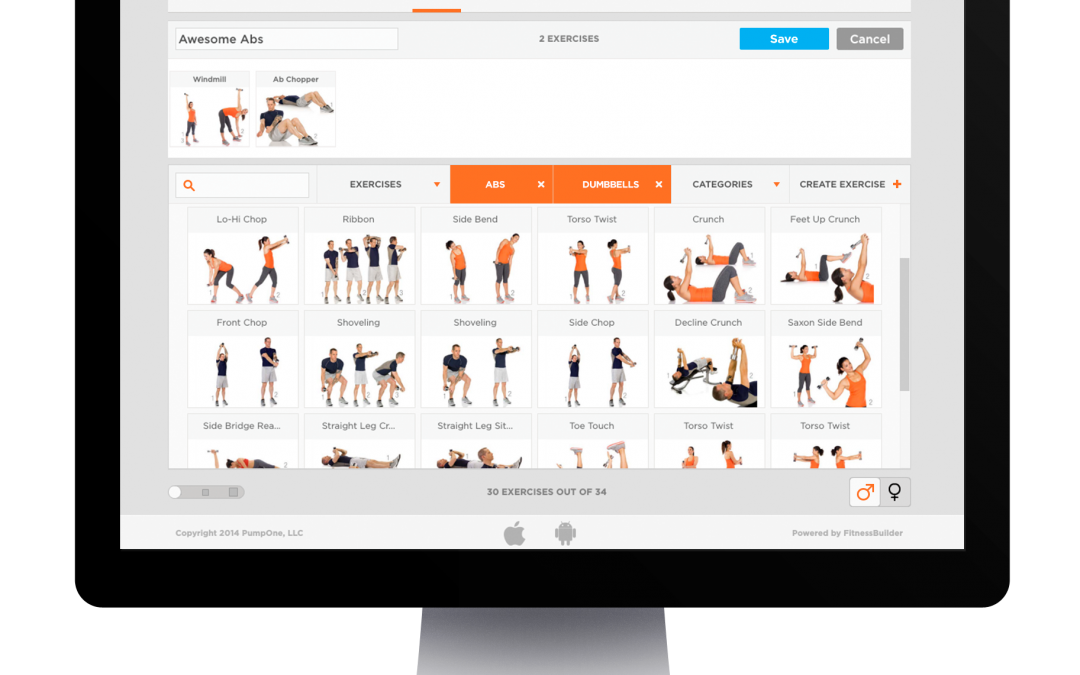 Awesome Abs
2 EXERCISES
Save
Cancel
Windmill
Ab Chopper
EXERCISES
ABS
DUMBBELLS
CATEGORIES
CREATE EXERCISE
Lo-Hi Chop
Ribbon
Side Bend
Torso Twist
Crunch
Feet Up Crunch
Front Chop
Shoveling
Shoveling
Side Chop
Decline Crunch
Saxon Side Bend
Side Bridge Rea...
Straight Leg Cr...
Straight Leg Sit...
Toe Touch
Torso Twist
Torso Twist
30 EXERCISES OUT OF 34
Copyright 2014 PumpOne, LLC
Powered by FitnessBuilder